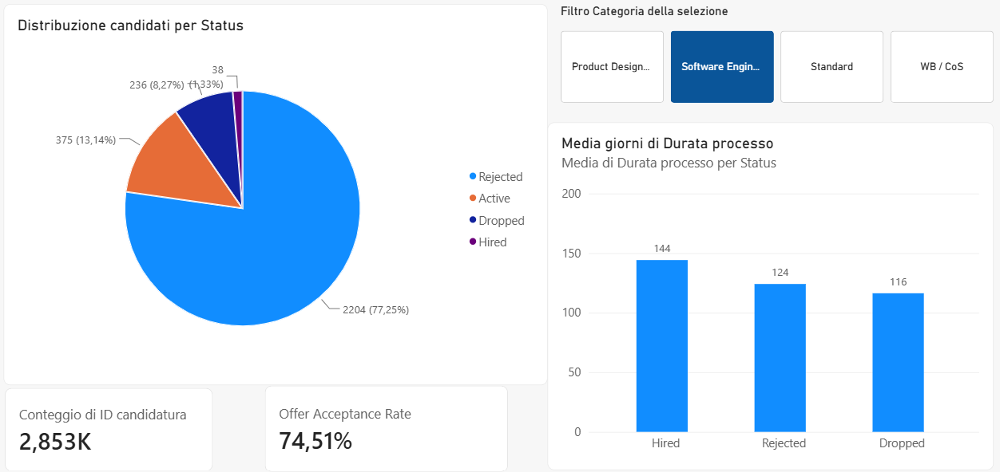 Distribuzione candidati per Status
38
236 (8,27%) (1,33%)
375 (13,14%)
2204 (77,25%)
Rejected
Active
Dropped
Hired
Conteggio di ID candidatura
2,853K
Offer Acceptance Rate
74,51%
Filtro Categoria della selezione
Product Design...
Software Engin...
Standard
WB / CoS
Media giorni di Durata processo
Media di Durata processo per Status
200
150
100
50
0
144
124
116
Hired
Rejected
Dropped